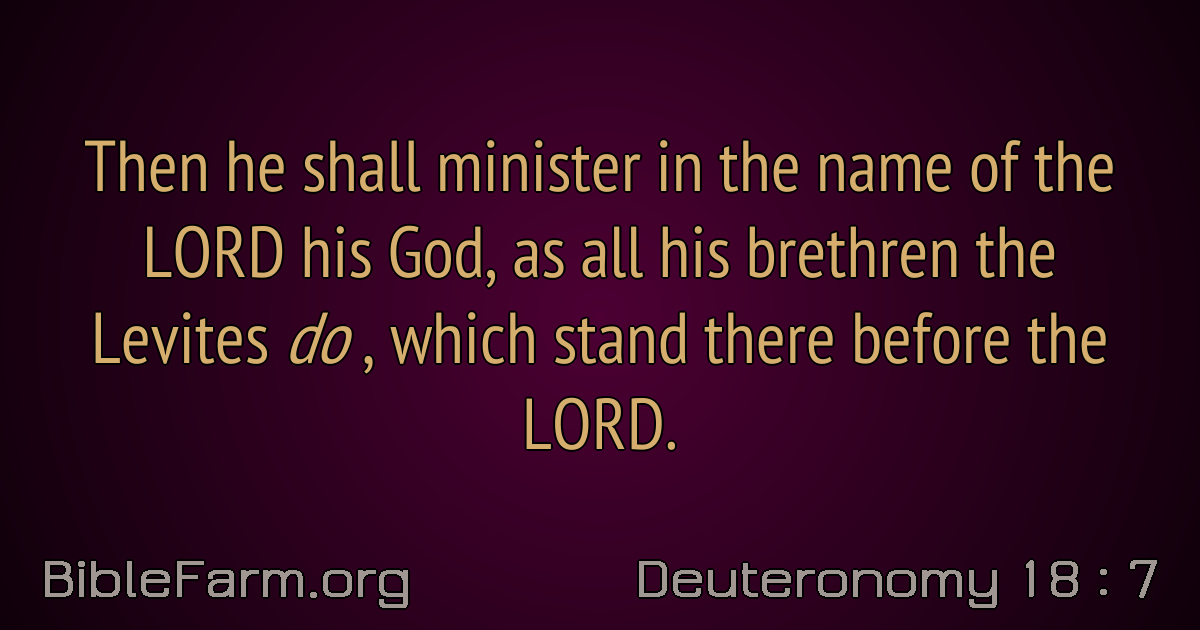 Then he shall minister in the name of the
LORD his God, as all his brethren the
Levites do , which stand there before the
LORD.
BibleFarm.org
Deuteronomy 18 : 7